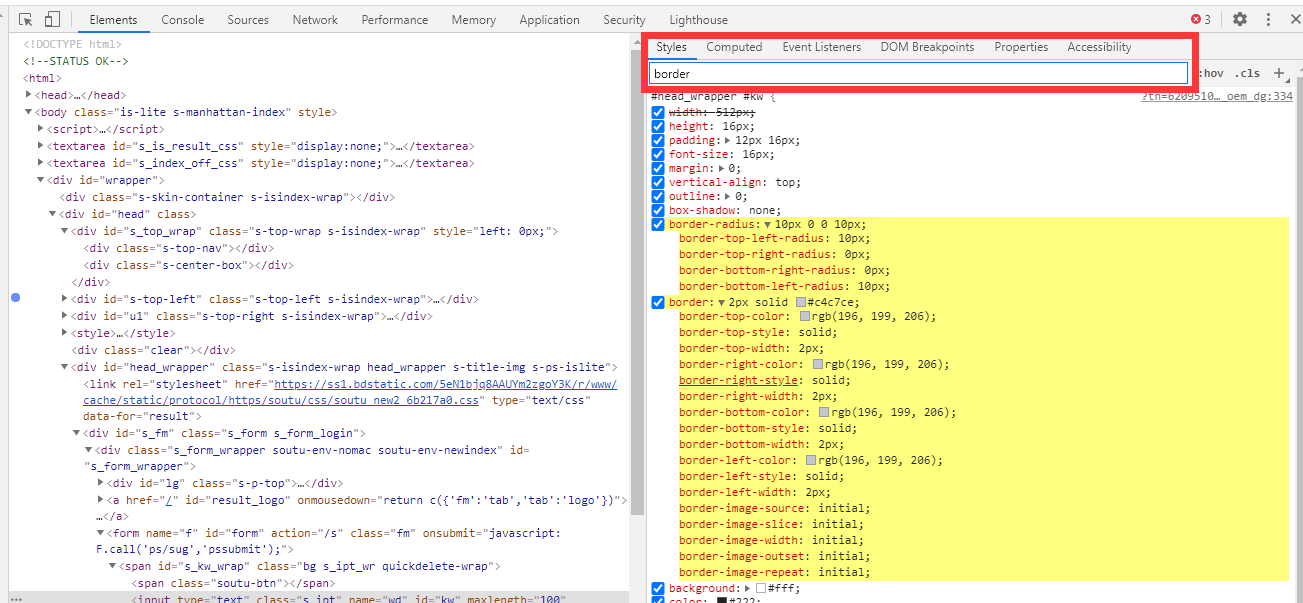 Elements Console Sources Network Performance Memory Application Security Lighthouse 3
<!DOCTYPE html>
<!--STATUS OK-->
<html>
<head>…</head>
<body class="is-lite s-manhattan-index" style>
<script>…</script>
<textarea id="s_is_result_css" style="display:none;">…</textarea>
<textarea id="s_index_off_css" style="display:none;">…</textarea>
<div id="wrapper">
<div class="s-skin-container s-isindex-wrap"></div>
<div id="head" class>
<div id="s_top_wrap" class="s-top-wrap s-isindex-wrap" style="left: 0px;">
<div class="s-top-nav"></div>
<div class="s-center-box"></div>
</div>
<div id="s-top-left" class="s-top-left s-isindex-wrap">…</div>
<div id="u1" class="s-top-right s-isindex-wrap">…</div>
<style>…</style>
<div class="clear"></div>
<div id="head_wrapper" class="s-isindex-wrap head_wrapper s-title-img s-ps-islite">
<link rel="stylesheet" href="https://ss1.bdstatic.com/5eN1bjq8AAUYm2zgoY3K/r/www/
cache/static/protocol/https/soutu/css/soutu_new2_6b217a0.css" type="text/css"
data-for="result">
<div id="s_fm" class="s_form s_form_login">
<div class="s_form_wrapper soutu-env-nomac soutu-env-newindex" id=
"s_form_wrapper">
<div id="lg" class="s-p-top">…</div>
<a href="/" id="result_logo" onmousedown="return c({'fm':'tab','tab':'logo'})">
…</a>
<form name="f" id="form" action="/s" class="fm" onsubmit="javascript:
F.call('ps/sug','pssubmit');">
<span id="s_kw_wrap" class="bg s_ipt_wr quickdelete-wrap">
<span class="soutu-btn"></span>
<input type="text" class="s_ipt" name="wd" id="kw" maxlength="100"
Styles Computed Event Listeners DOM Breakpoints Properties Accessibility
border
:hov .cls +
#head_wrapper #kw { ?tn=6209510…_oem_dg:334
width: 512px;
height: 16px;
padding: 12px 16px;
font-size: 16px;
margin: 0;
vertical-align: top;
outline: 0;
box-shadow: none;
border-radius: 10px 0 0 10px;
border-top-left-radius: 10px;
border-top-right-radius: 0px;
border-bottom-right-radius: 0px;
border-bottom-left-radius: 10px;
border: 2px solid #c4c7ce;
border-top-color: rgb(196, 199, 206);
border-top-style: solid;
border-top-width: 2px;
border-right-color: rgb(196, 199, 206);
border-right-style: solid;
border-right-width: 2px;
border-bottom-color: rgb(196, 199, 206);
border-bottom-style: solid;
border-bottom-width: 2px;
border-left-color: rgb(196, 199, 206);
border-left-style: solid;
border-left-width: 2px;
border-image-source: initial;
border-image-slice: initial;
border-image-width: initial;
border-image-outset: initial;
border-image-repeat: initial;
background: #fff;
color: #222;